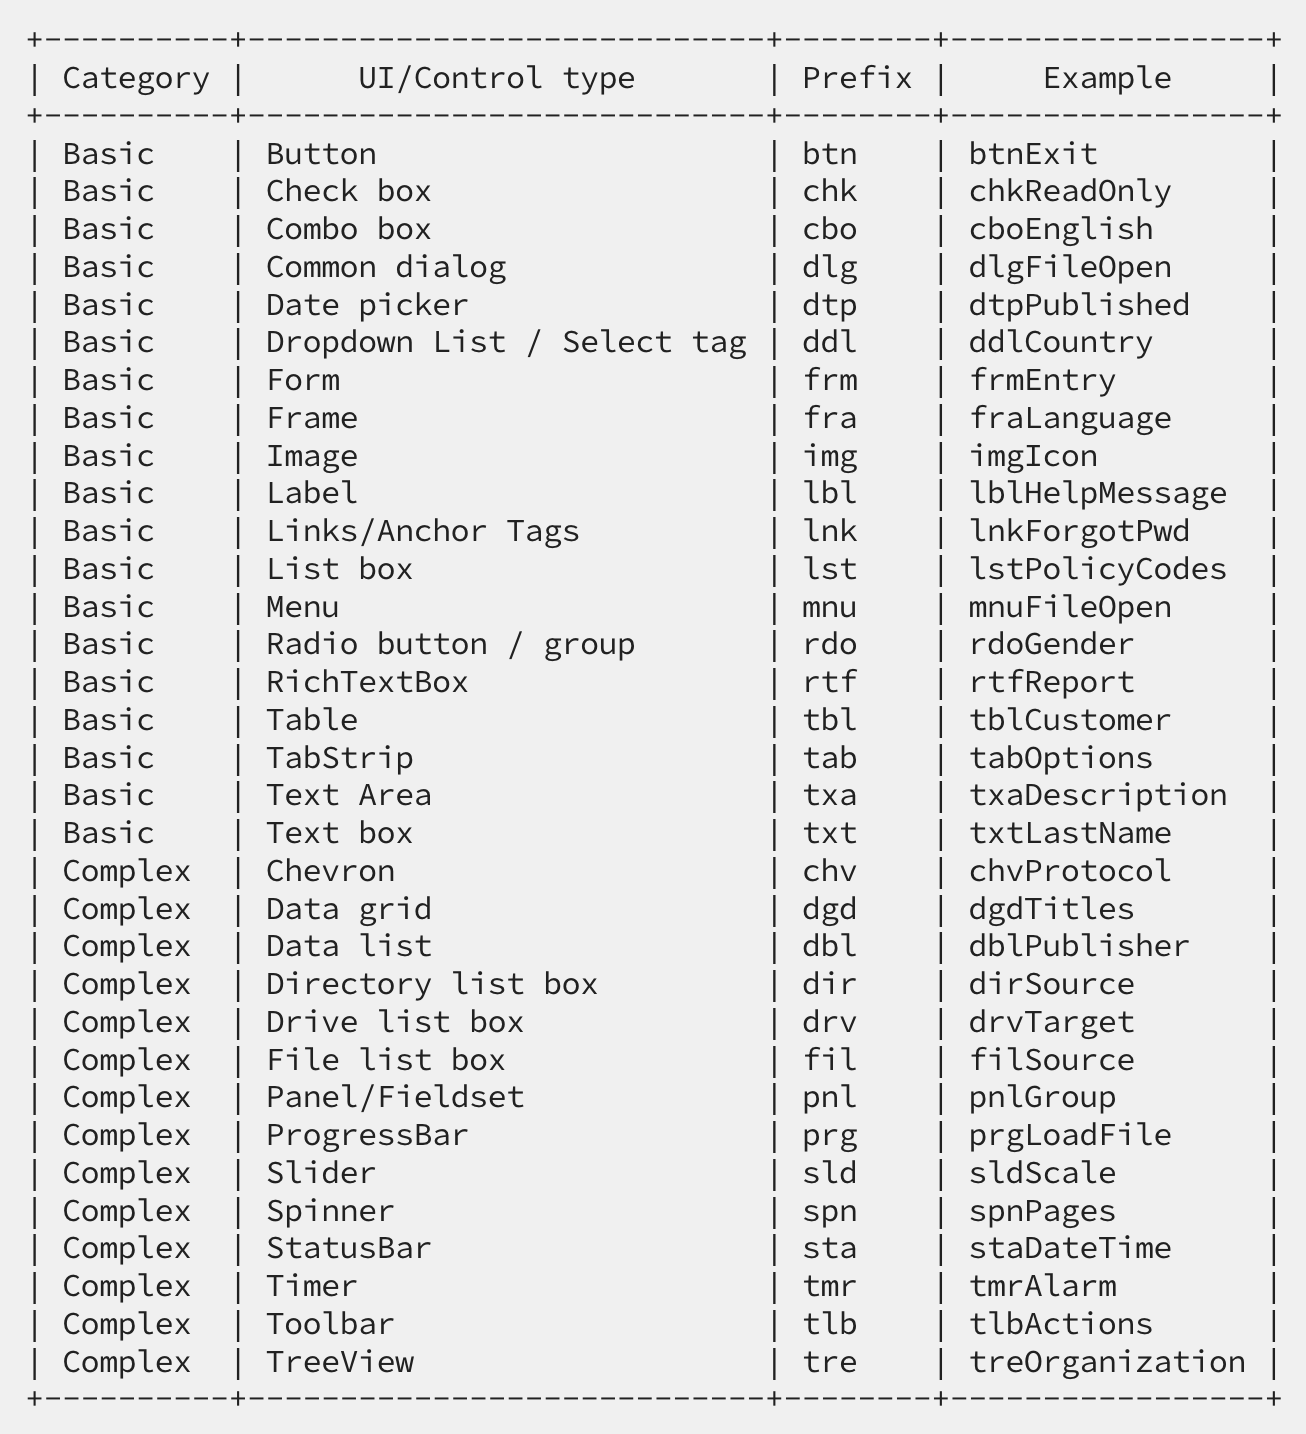 +----------+----------------------------+--------+-----------------+
| Category |      UI/Control type       | Prefix |     Example     |
+----------+----------------------------+--------+-----------------+
| Basic    | Button                     | btn    | btnExit         |
| Basic    | Check box                  | chk    | chkReadOnly     |
| Basic    | Combo box                  | cbo    | cboEnglish      |
| Basic    | Common dialog              | dlg    | dlgFileOpen     |
| Basic    | Date picker                | dtp    | dtpPublished    |
| Basic    | Dropdown List / Select tag | ddl    | ddlCountry      |
| Basic    | Form                       | frm    | frmEntry        |
| Basic    | Frame                      | fra    | fraLanguage     |
| Basic    | Image                      | img    | imgIcon         |
| Basic    | Label                      | lbl    | lblHelpMessage  |
| Basic    | Links/Anchor Tags          | lnk    | lnkForgotPwd    |
| Basic    | List box                   | lst    | lstPolicyCodes  |
| Basic    | Menu                       | mnu    | mnuFileOpen     |
| Basic    | Radio button / group       | rdo    | rdoGender       |
| Basic    | RichTextBox                | rtf    | rtfReport       |
| Basic    | Table                      | tbl    | tblCustomer     |
| Basic    | TabStrip                   | tab    | tabOptions      |
| Basic    | Text Area                  | txa    | txaDescription  |
| Basic    | Text box                   | txt    | txtLastName     |
| Complex  | Chevron                    | chv    | chvProtocol     |
| Complex  | Data grid                  | dgd    | dgdTitles       |
| Complex  | Data list                  | dbl    | dblPublisher    |
| Complex  | Directory list box         | dir    | dirSource       |
| Complex  | Drive list box             | drv    | drvTarget       |
| Complex  | File list box              | fil    | filSource       |
| Complex  | Panel/Fieldset             | pnl    | pnlGroup        |
| Complex  | ProgressBar                | prg    | prgLoadFile     |
| Complex  | Slider                     | sld    | sldScale        |
| Complex  | Spinner                    | spn    | spnPages        |
| Complex  | StatusBar                  | sta    | staDateTime     |
| Complex  | Timer                      | tmr    | tmrAlarm        |
| Complex  | Toolbar                    | tlb    | tlbActions      |
| Complex  | TreeView                   | tre    | treOrganization |
+----------+----------------------------+--------+-----------------+